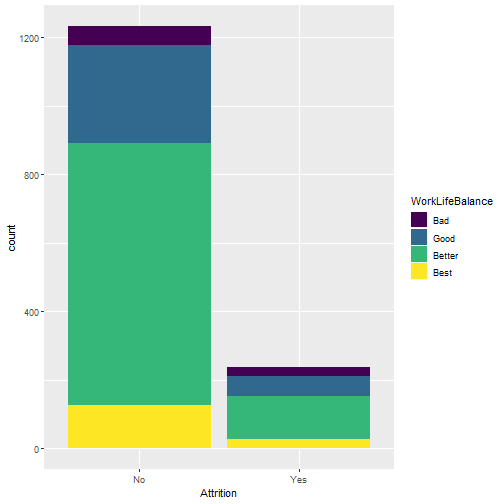 1200
800
400
0
count
No
Yes
Attrition
WorkLifeBalance
Bad
Good
Better
Best